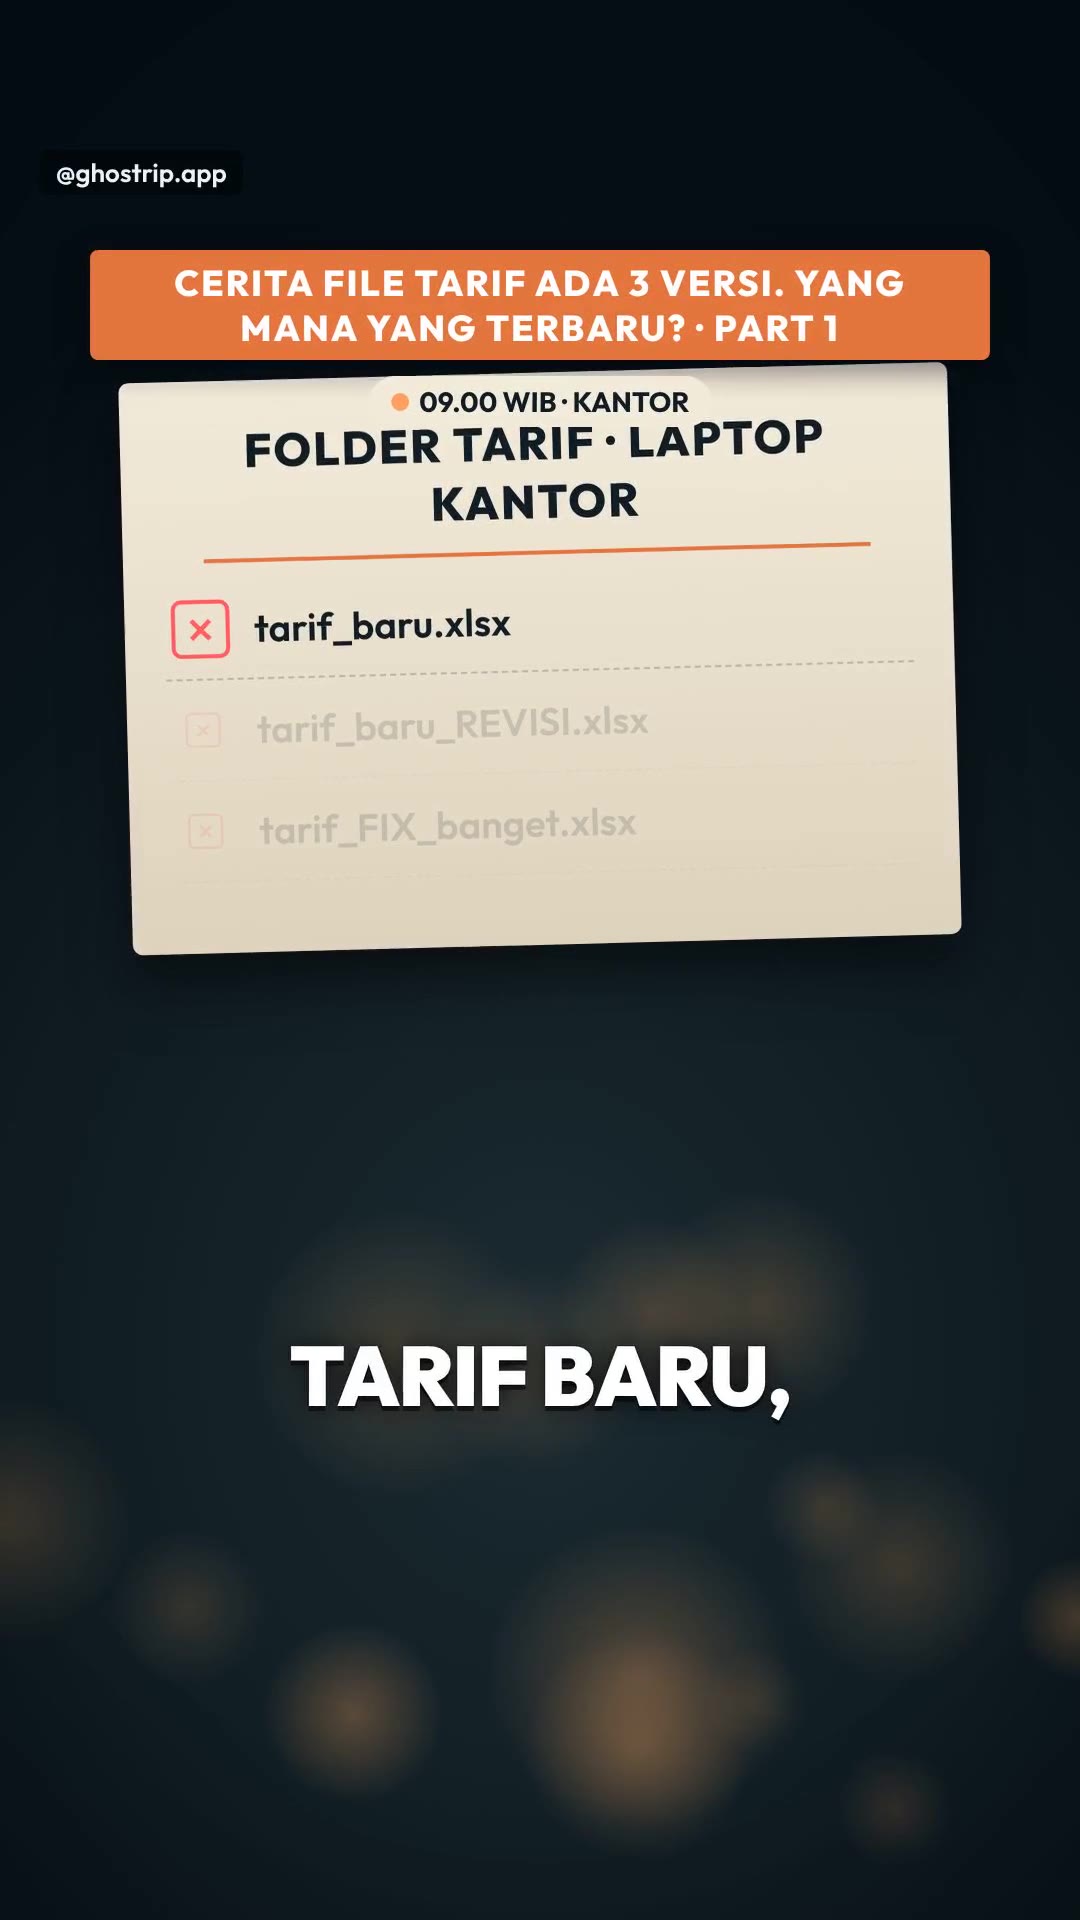 @ghostrip.app
CERITA FILE TARIF ADA 3 VERSI. YANG
MANA YANG TERBARU? · PART 1
09.00 WIB · KANTOR
FOLDER TARIF · LAPTOP
KANTOR
tarif_baru.xlsx
tarif_baru_REVISI.xlsx
tarif_FIX_banget.xlsx
TARIF BARU,